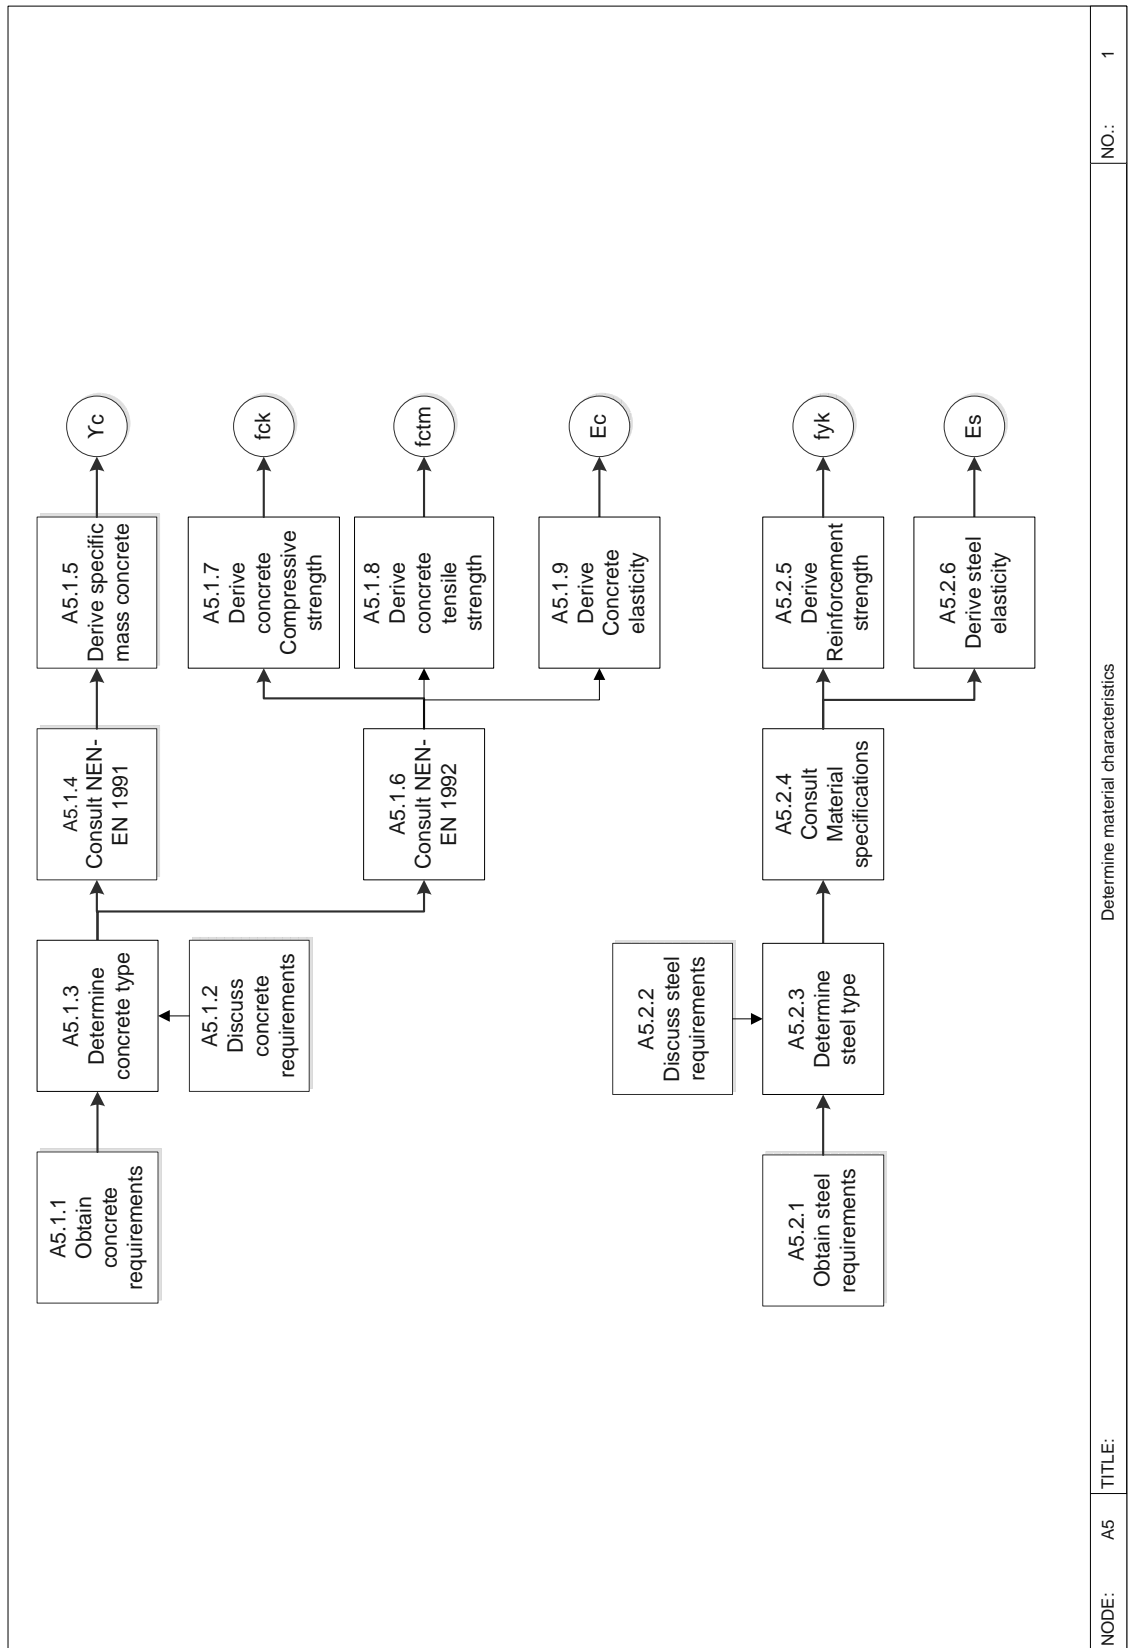 A5.1.1
Obtain
concrete
requirements
A5.1.3
Determine
concrete type
A5.1.2
Discuss
concrete
requirements
A5.1.4
Consult NEN-
EN 1991
A5.1.5
Derive specific
mass concrete
Yc
A5.1.6
Consult NEN-
EN 1992
A5.1.7
Derive
concrete
Compressive
strength
fck
A5.1.8
Derive
concrete
tensile
strength
fctm
A5.1.9
Derive
Concrete
elasticity
Ec
A5.2.2
Discuss steel
requirements
A5.2.1
Obtain steel
requirements
A5.2.3
Determine
steel type
A5.2.4
Consult
Material
specifications
A5.2.5
Derive
Reinforcement
strength
fyk
A5.2.6
Derive steel
elasticity
Es
NODE: A5 TITLE: Determine material characteristics NO.: 1